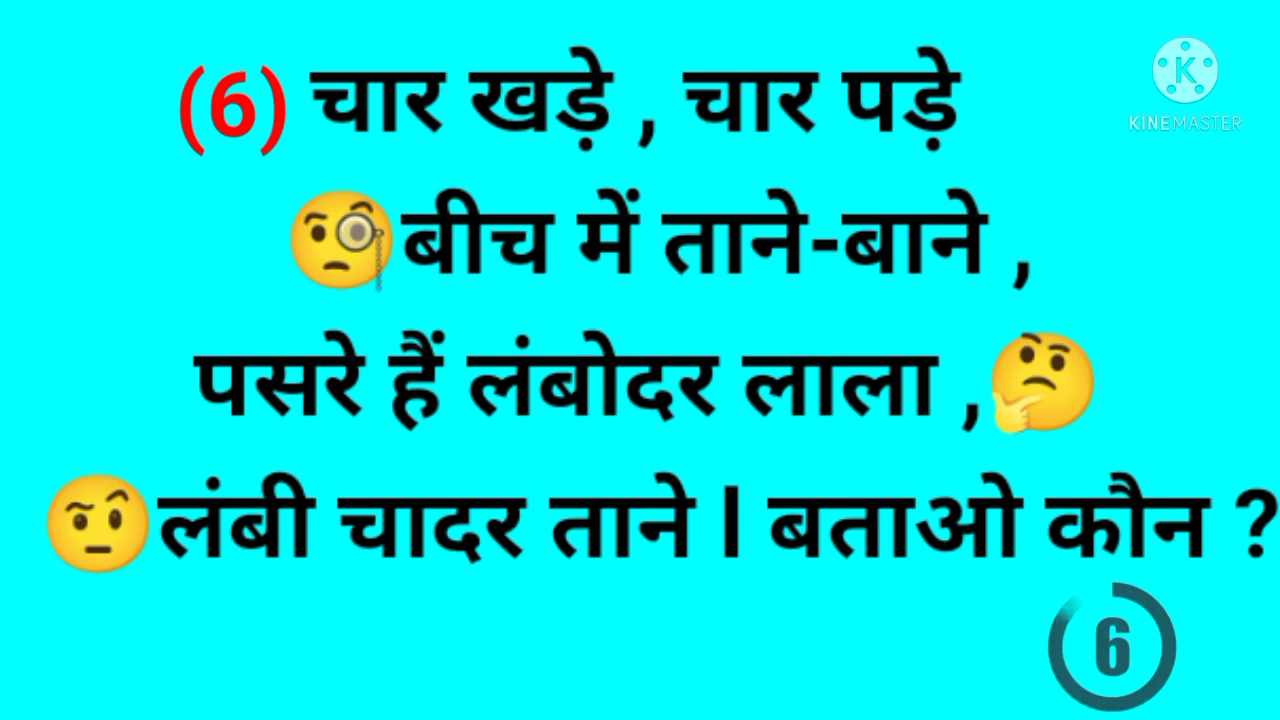 (6) चार खड़े , चार पड़े
बीच में ताने-बाने ,
पसरे हैं लंबोदर लाला ,
लंबी चादर ताने l बताओ कौन ?
6
K
KINEMASTER